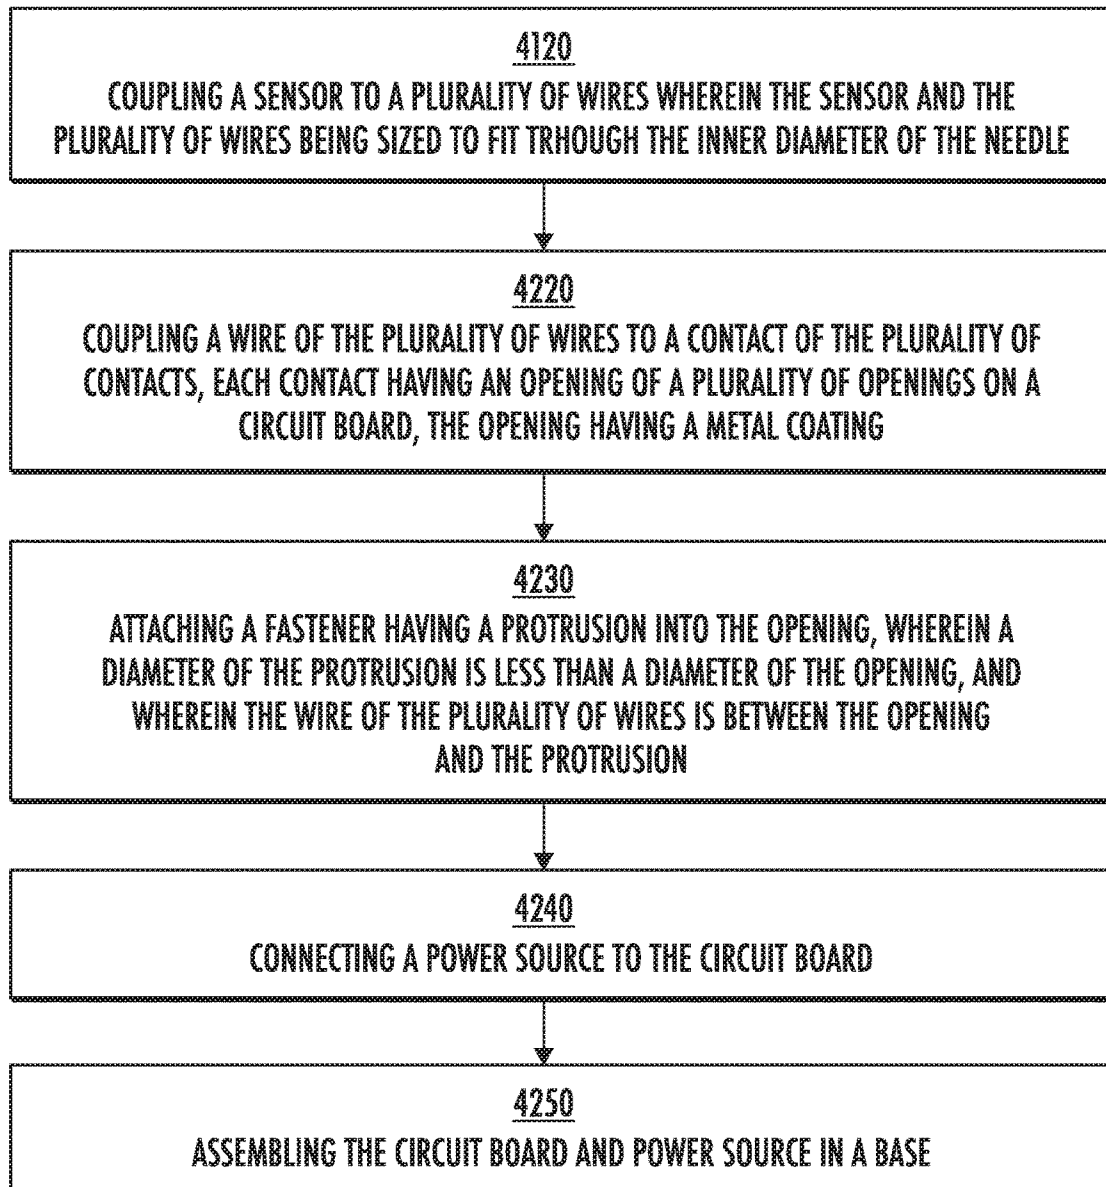 4120
COUPLING A SENSOR TO A PLURALITY OF WIRES WHEREIN THE SENSOR AND THE
PLURALITY OF WIRES BEING SIZED TO FIT TRHOUGH THE INNER DIAMETER OF THE NEEDLE
4220
COUPLING A WIRE OF THE PLURALITY OF WIRES TO A CONTACT OF THE PLURALITY OF
CONTACTS, EACH CONTACT HAVING AN OPENING OF A PLURALITY OF OPENINGS ON A
CIRCUIT BOARD, THE OPENING HAVING A METAL COATING
4230
ATTACHING A FASTENER HAVING A PROTRUSION INTO THE OPENING, WHEREIN A
DIAMETER OF THE PROTRUSION IS LESS THAN A DIAMETER OF THE OPENING, AND
WHEREIN THE WIRE OF THE PLURALITY OF WIRES IS BETWEEN THE OPENING
AND THE PROTRUSION
4240
CONNECTING A POWER SOURCE TO THE CIRCUIT BOARD
4250
ASSEMBLING THE CIRCUIT BOARD AND POWER SOURCE IN A BASE